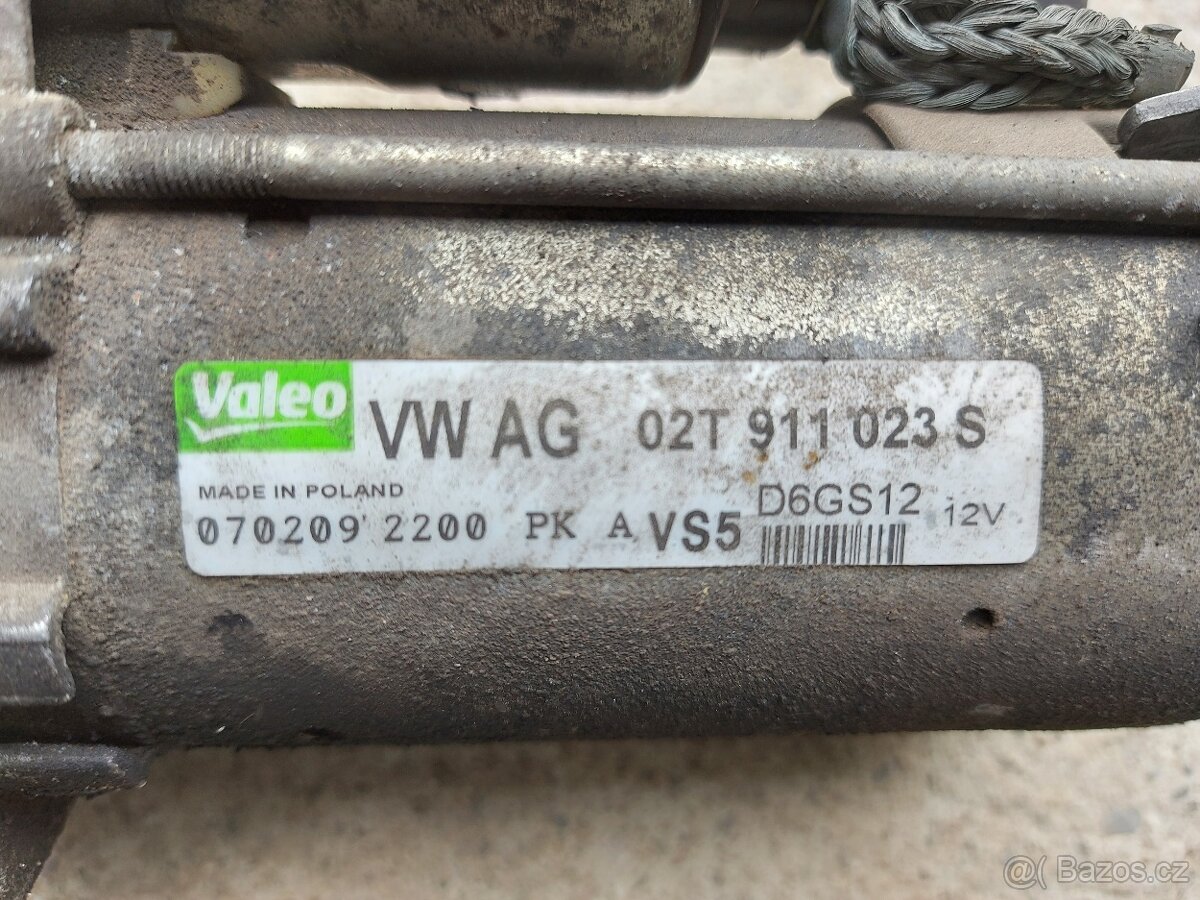 Valeo VW AG 02T 911 023 S
MADE IN POLAND
070209 2200 PK A VS5 D6GS12 12V
@( Bazos.cz